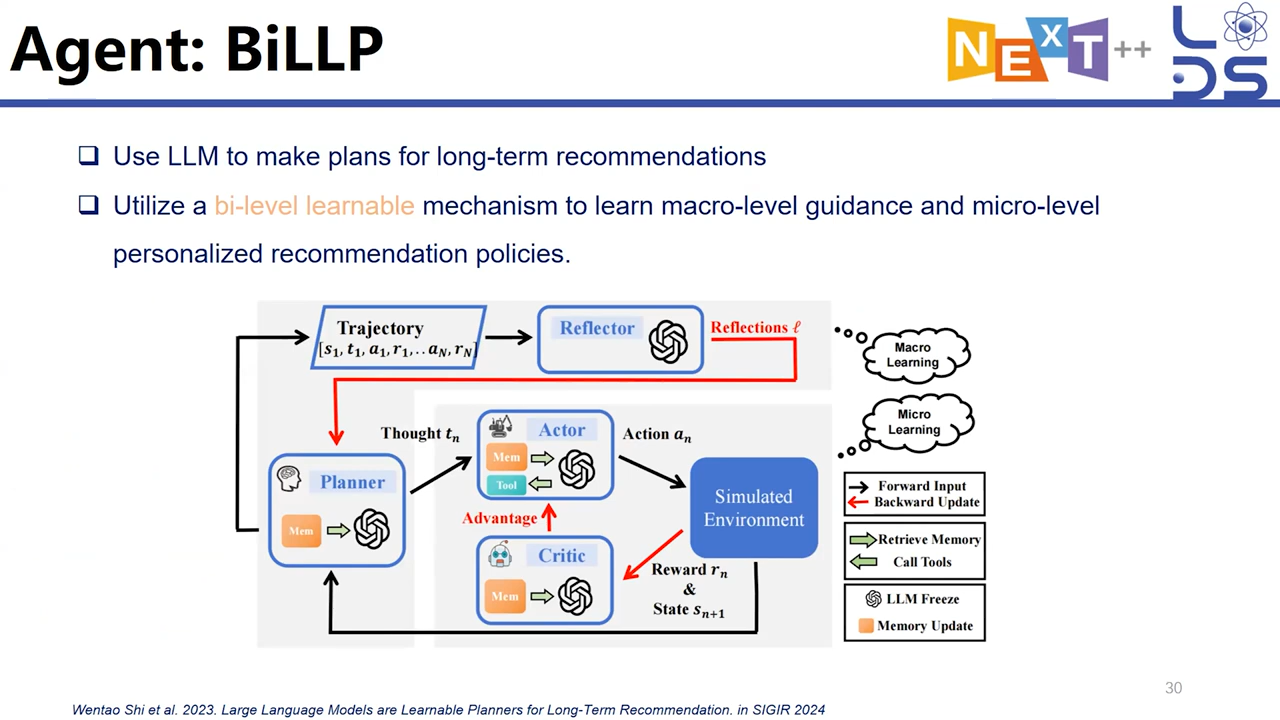 Agent: BiLLP
NExT++
LDS
Use LLM to make plans for long-term recommendations
Utilize a bi-level learnable mechanism to learn macro-level guidance and micro-level
personalized recommendation policies.
Trajectory
[s₁, t₁, a₁, r₁, . . aN, rN]
Reflector
Reflections ℓ
Macro
Learning
Micro
Learning
Thought tₙ
Actor
Mem
Tool
Action aₙ
Planner
Mem
Simulated
Environment
Advantage
Critic
Mem
Reward rₙ
&
State sₙ₊₁
Forward Input
Backward Update
Retrieve Memory
Call Tools
LLM Freeze
Memory Update
30
Wentao Shi et al. 2023. Large Language Models are Learnable Planners for Long-Term Recommendation. in SIGIR 2024